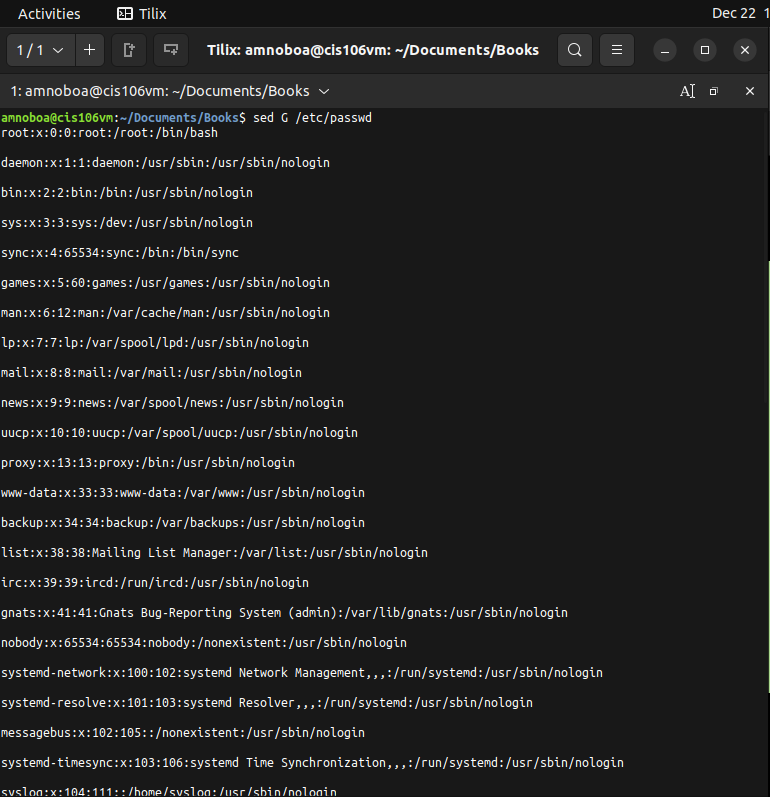 Activities Tilix Dec 22 1
1 / 1 Tilix: amnoboa@cis106vm: ~/Documents/Books
1: amnoboa@cis106vm: ~/Documents/Books
amnoboa@cis106vm:~/Documents/Books$ sed G /etc/passwd
root:x:0:0:root:/root:/bin/bash
daemon:x:1:1:daemon:/usr/sbin:/usr/sbin/nologin
bin:x:2:2:bin:/bin:/usr/sbin/nologin
sys:x:3:3:sys:/dev:/usr/sbin/nologin
sync:x:4:65534:sync:/bin:/bin/sync
games:x:5:60:games:/usr/games:/usr/sbin/nologin
man:x:6:12:man:/var/cache/man:/usr/sbin/nologin
lp:x:7:7:lp:/var/spool/lpd:/usr/sbin/nologin
mail:x:8:8:mail:/var/mail:/usr/sbin/nologin
news:x:9:9:news:/var/spool/news:/usr/sbin/nologin
uucp:x:10:10:uucp:/var/spool/uucp:/usr/sbin/nologin
proxy:x:13:13:proxy:/bin:/usr/sbin/nologin
www-data:x:33:33:www-data:/var/www:/usr/sbin/nologin
backup:x:34:34:backup:/var/backups:/usr/sbin/nologin
list:x:38:38:Mailing List Manager:/var/list:/usr/sbin/nologin
irc:x:39:39:ircd:/run/ircd:/usr/sbin/nologin
gnats:x:41:41:Gnats Bug-Reporting System (admin):/var/lib/gnats:/usr/sbin/nologin
nobody:x:65534:65534:nobody:/nonexistent:/usr/sbin/nologin
systemd-network:x:100:102:systemd Network Management,,,:/run/systemd:/usr/sbin/nologin
systemd-resolve:x:101:103:systemd Resolver,,,:/run/systemd:/usr/sbin/nologin
messagebus:x:102:105::/nonexistent:/usr/sbin/nologin
systemd-timesync:x:103:106:systemd Time Synchronization,,,:/run/systemd:/usr/sbin/nologin
syslog:x:104:111::/home/syslog:/usr/sbin/nologin